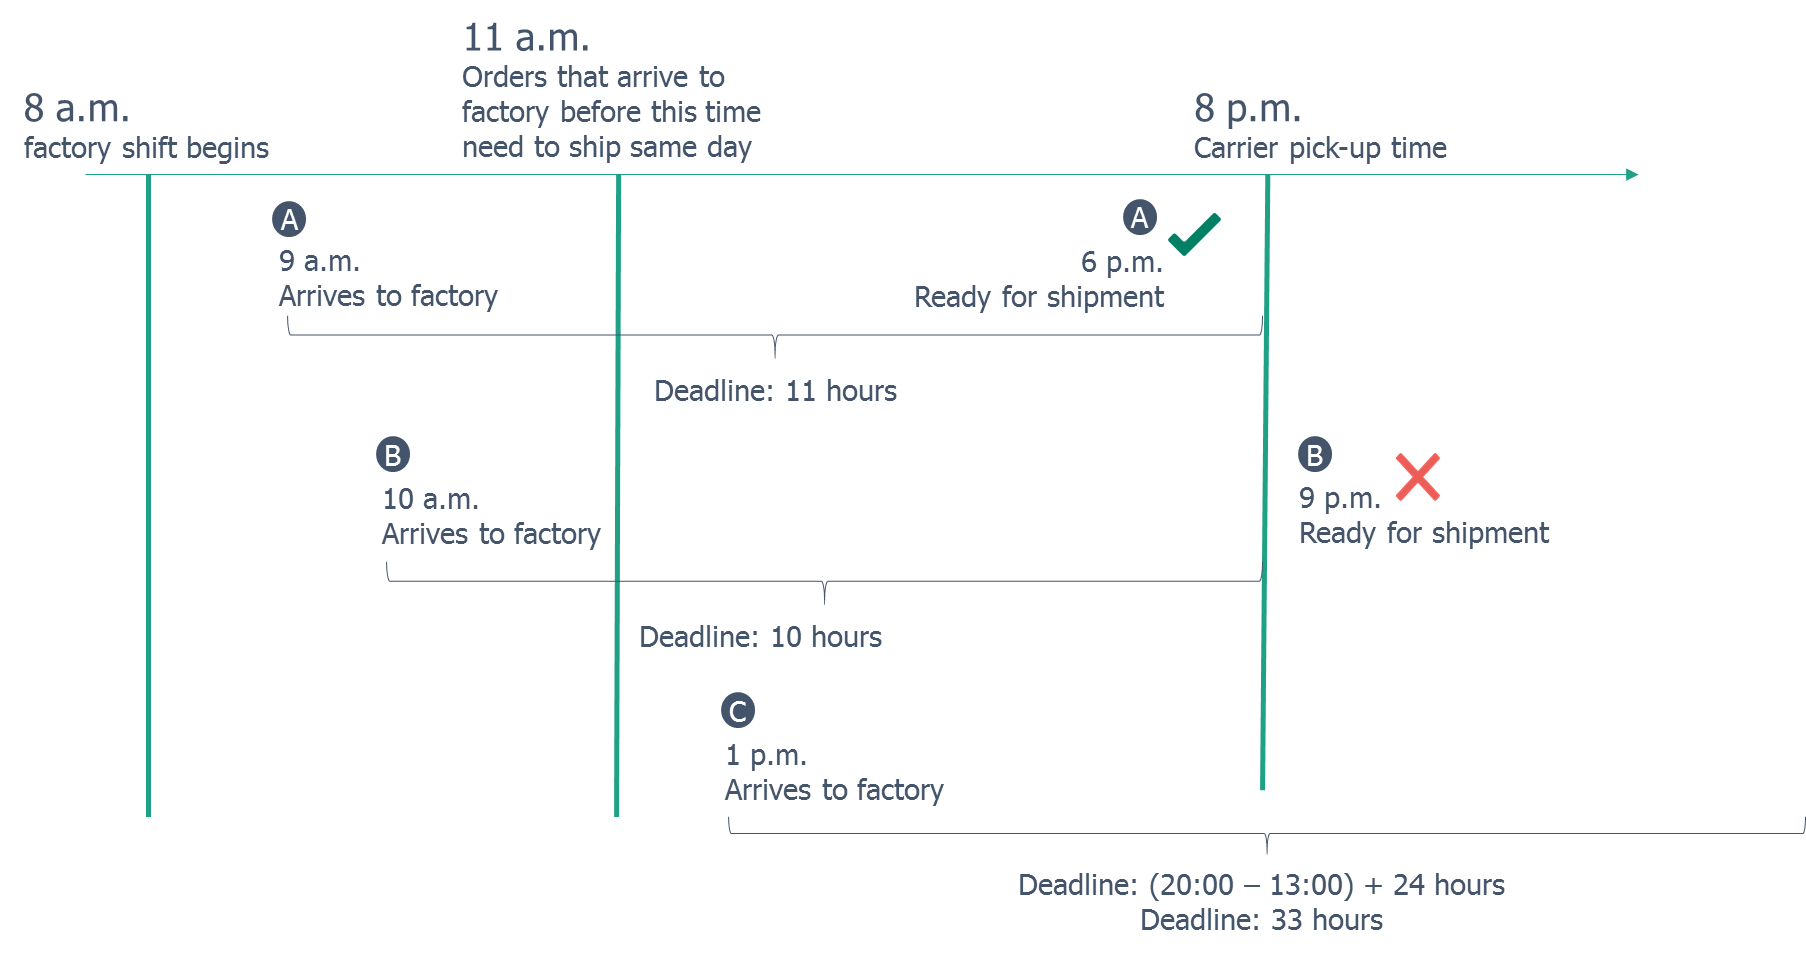 11 a.m.
Orders that arrive to
factory before this time
need to ship same day
8 a.m.
factory shift begins
8 p.m.
Carrier pick-up time
A
9 a.m.
Arrives to factory
A
6 p.m.
Ready for shipment
Deadline: 11 hours
B
10 a.m.
Arrives to factory
B
9 p.m.
Ready for shipment
Deadline: 10 hours
C
1 p.m.
Arrives to factory
Deadline: (20:00 – 13:00) + 24 hours
Deadline: 33 hours